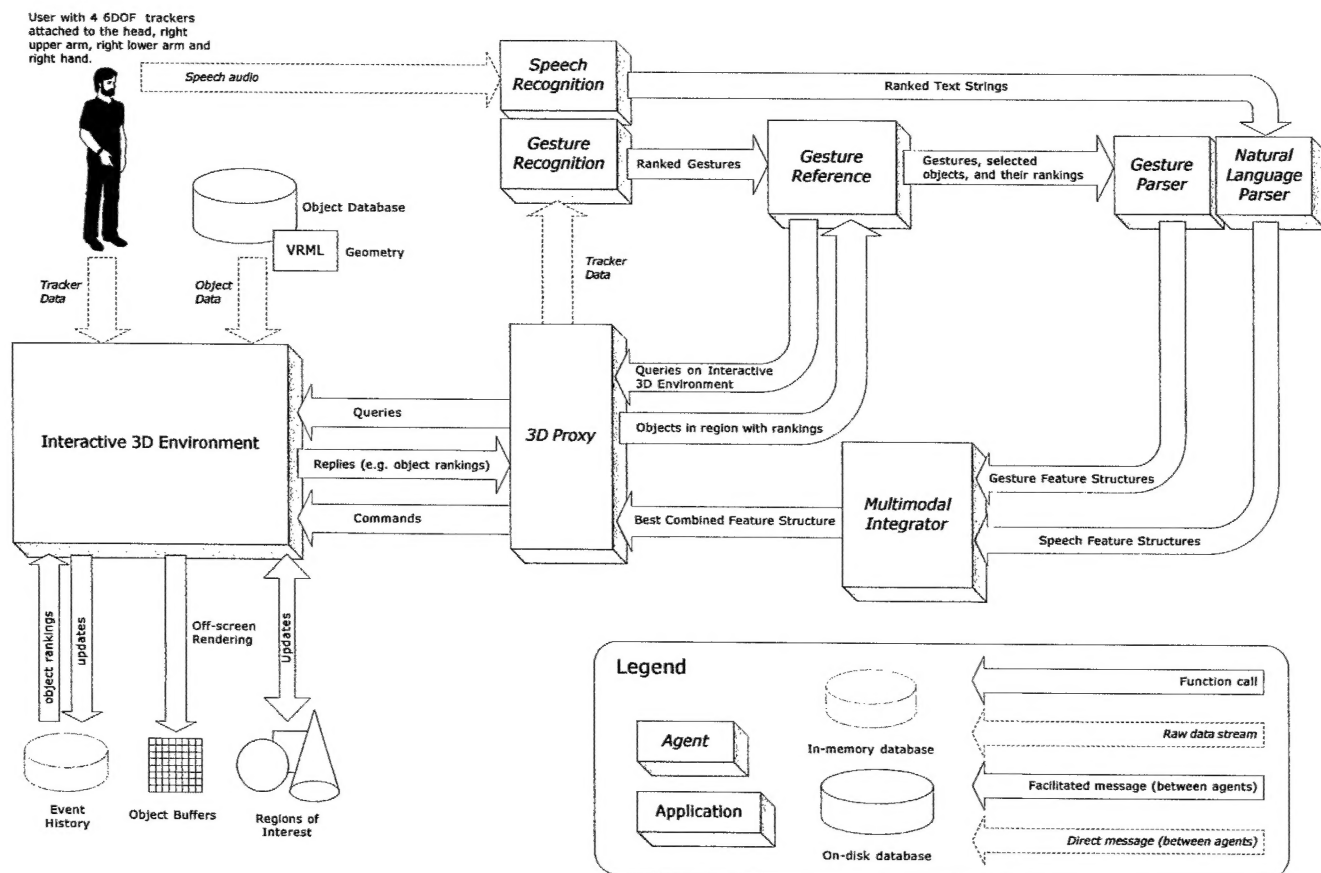 User with 4 6DOF trackers
attached to the head, right
upper arm, right lower arm and
right hand.
Speech audio
Speech
Recognition
Ranked Text Strings
Gesture
Recognition
Ranked Gestures
Gesture
Reference
Gestures, selected
objects, and their rankings
Gesture
Parser
Natural
Language
Parser
Object Database
VRML
Geometry
Tracker
Data
Object
Data
Tracker
Data
Interactive 3D Environment
Queries
Replies (e.g. object rankings)
Commands
3D Proxy
Queries on Interactive
3D Environment
Objects in region with rankings
Best Combined Feature Structure
Multimodal
Integrator
Gesture Feature Structures
Speech Feature Structures
object rankings
updates
Off-screen
Rendering
Updates
Event
History
Object Buffers
Regions of
Interest
Legend
Agent
Application
In-memory database
On-disk database
Function call
Raw data stream
Facilitated message (between agents)
Direct message (between agents)